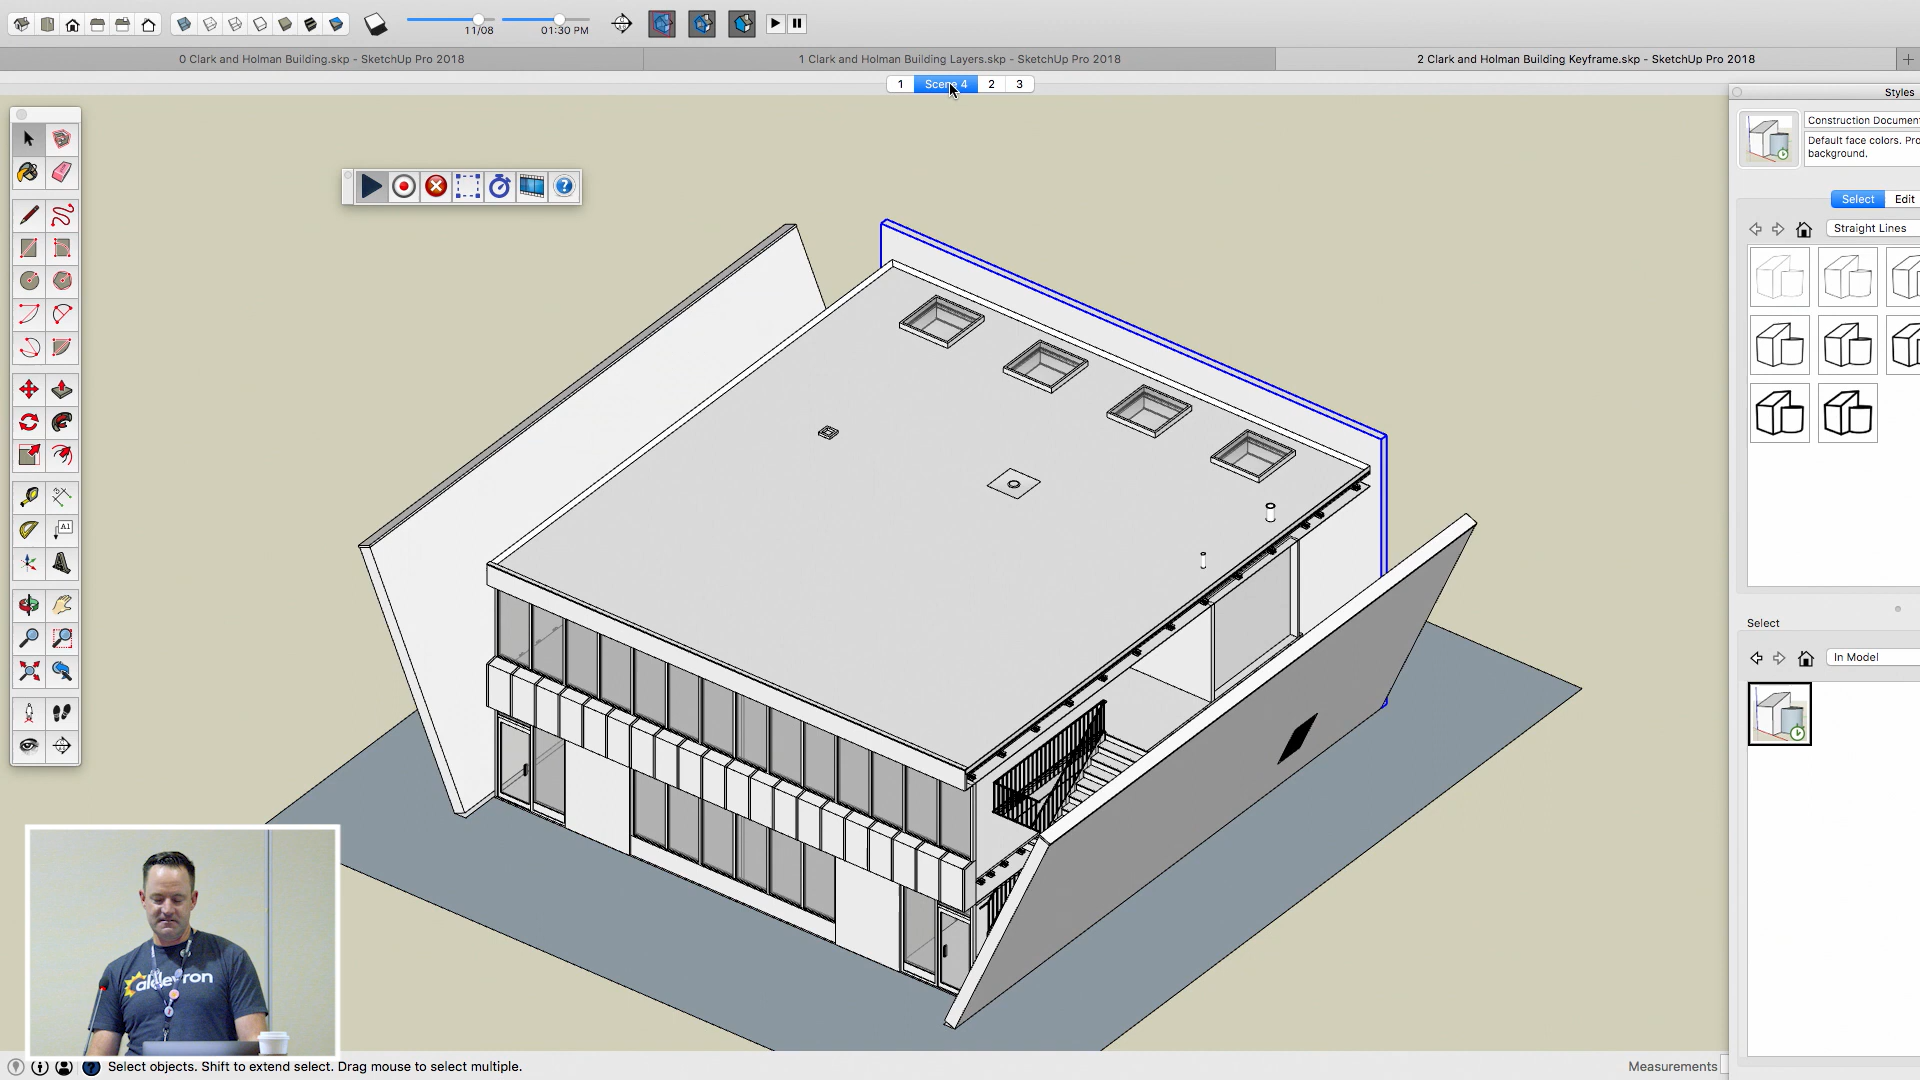 11/08
01:30 PM
0 Clark and Holman Building.skp - SketchUp Pro 2018
1 Clark and Holman Building Layers.skp - SketchUp Pro 2018
2 Clark and Holman Building Keyframe.skp - SketchUp Pro 2018
1
Scene 4
2
3
Styles
Construction Documen
Default face colors. Pro
background.
Select
Edit
Straight Lines
A1
Select
In Model
aldevron
Select objects. Shift to extend select. Drag mouse to select multiple.
Measurements